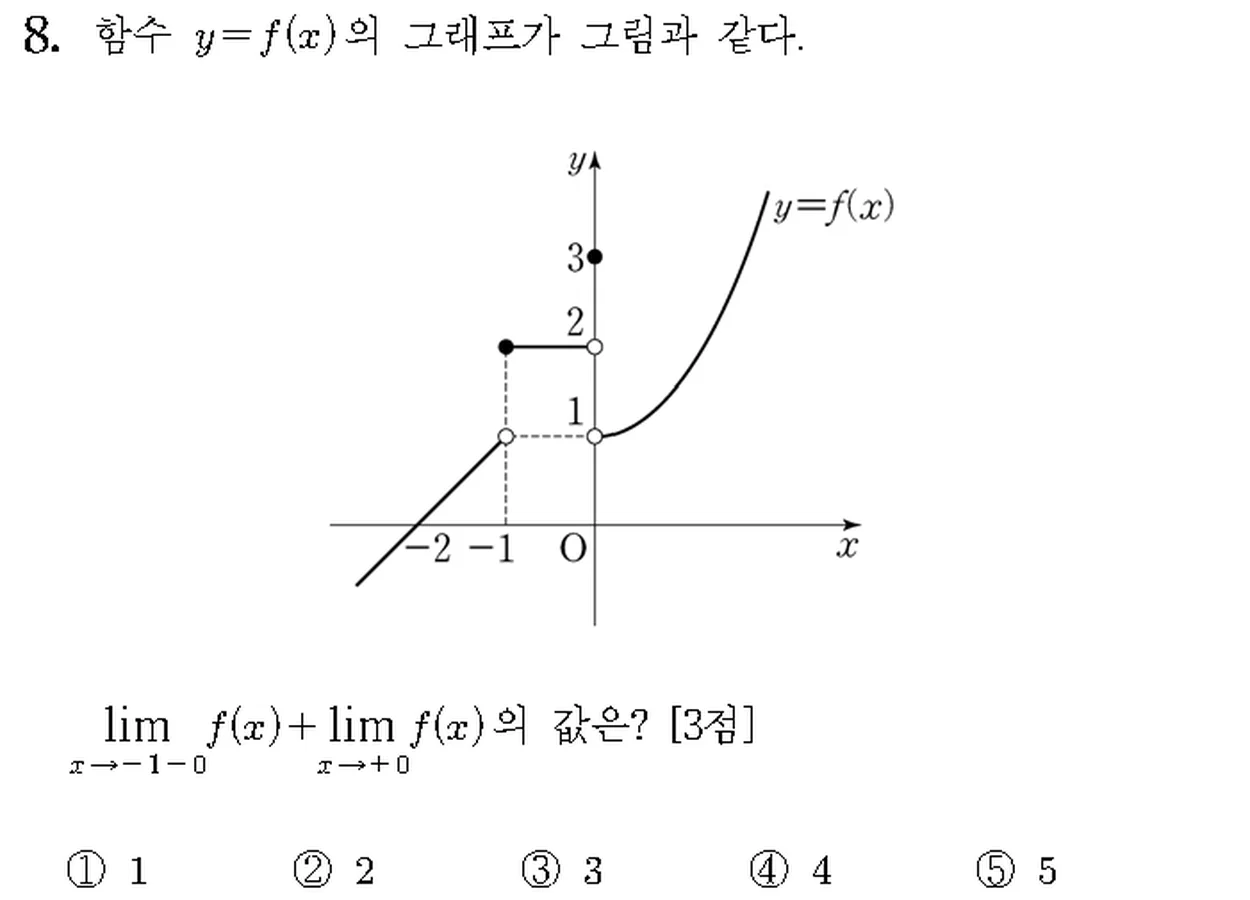 8. 함수 y=f(x)의 그래프가 그림과 같다.
y
y=f(x)
3
2
1
-2 -1 O x
lim f(x)+ lim f(x)의 값은? [3점]
x→-1-0 x→+0
① 1 ② 2 ③ 3 ④ 4 ⑤ 5